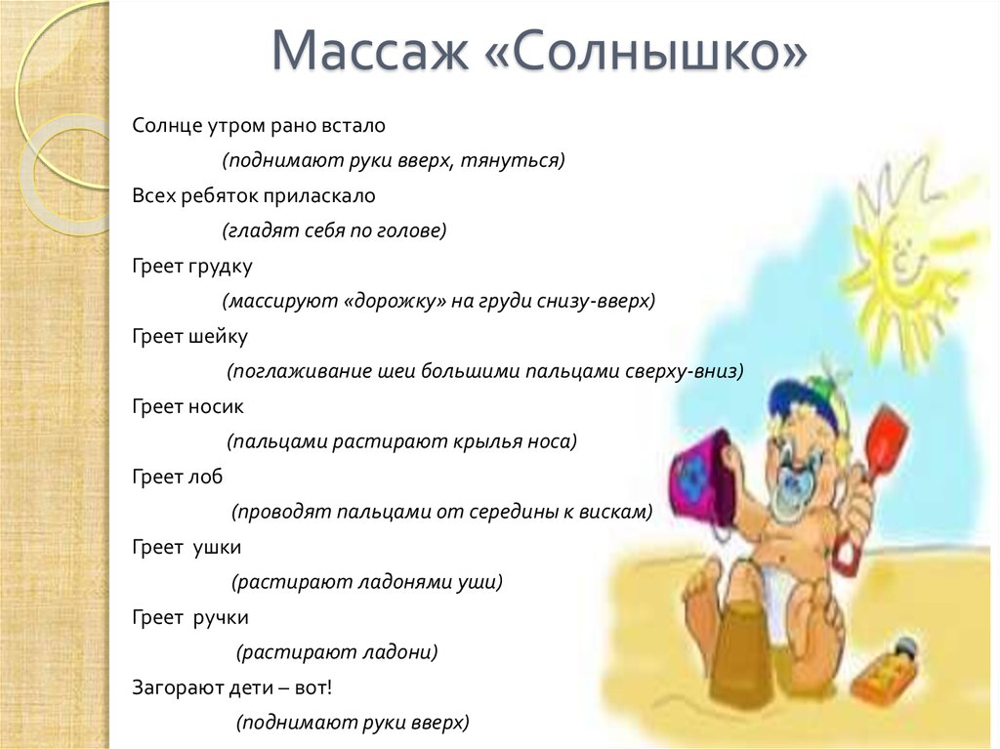 Массаж «Солнышко»
Солнце утром рано встало
(поднимают руки вверх, тянуться)
Всех ребяток приласкало
(гладят себя по голове)
Греет грудку
(массируют «дорожку» на груди снизу-вверх)
Греет шейку
(поглаживание шеи большими пальцами сверху-вниз)
Греет носик
(пальцами растирают крылья носа)
Греет лоб
(проводят пальцами от середины к вискам)
Греет ушки
(растирают ладонями уши)
Греет ручки
(растирают ладони)
Загорают дети – вот!
(поднимают руки вверх)